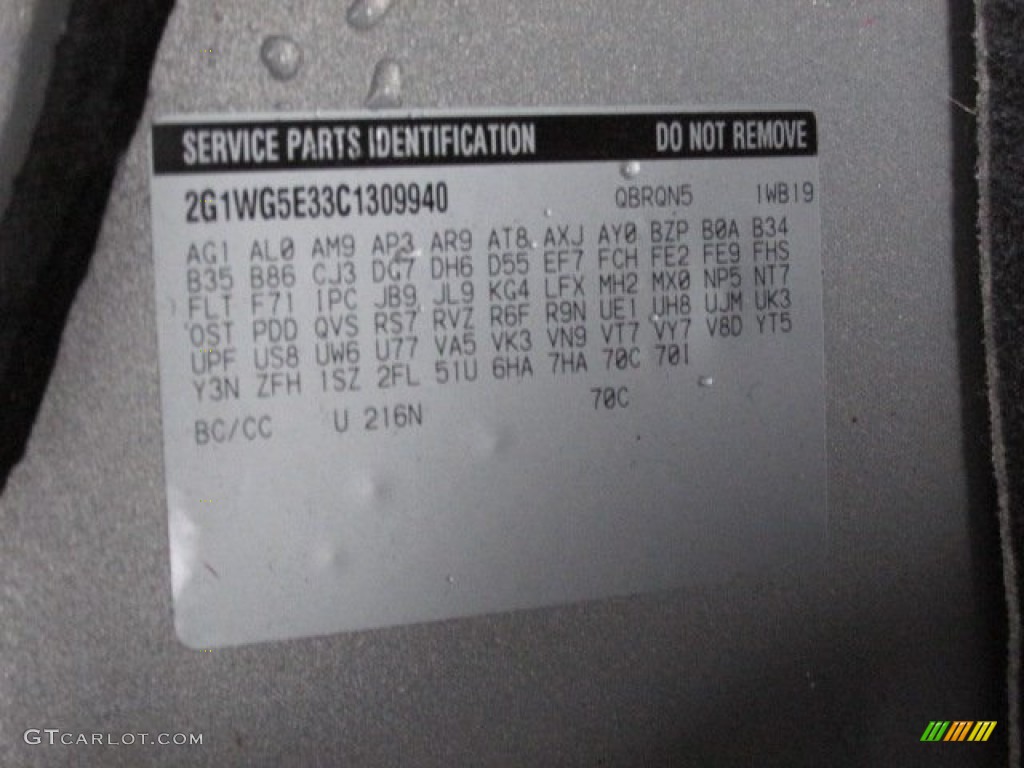 SERVICE PARTS IDENTIFICATION DO NOT REMOVE
2G1WG5E33C1309940 QBRQN5 1WB19
AG1 AL0 AM9 AP3 AR9 AT8 AXJ AY0 BZP B0A B34
B35 B86 CJ3 DG7 DH6 D55 EF7 FCH FE2 FE9 FHS
FLT F71 IPC JB9 JL9 KG4 LFX MH2 MX0 NP5 NT7
OST PDD QVS RS7 RVZ R6F R9N UE1 UH8 UJM UK3
UPF US8 UW6 U77 VA5 VK3 VN9 VT7 VY7 V8D YT5
Y3N ZFH 1SZ 2FL 51U 6HA 7HA 70C 70I
BC/CC U 216N 70C
GTCARLOT.COM